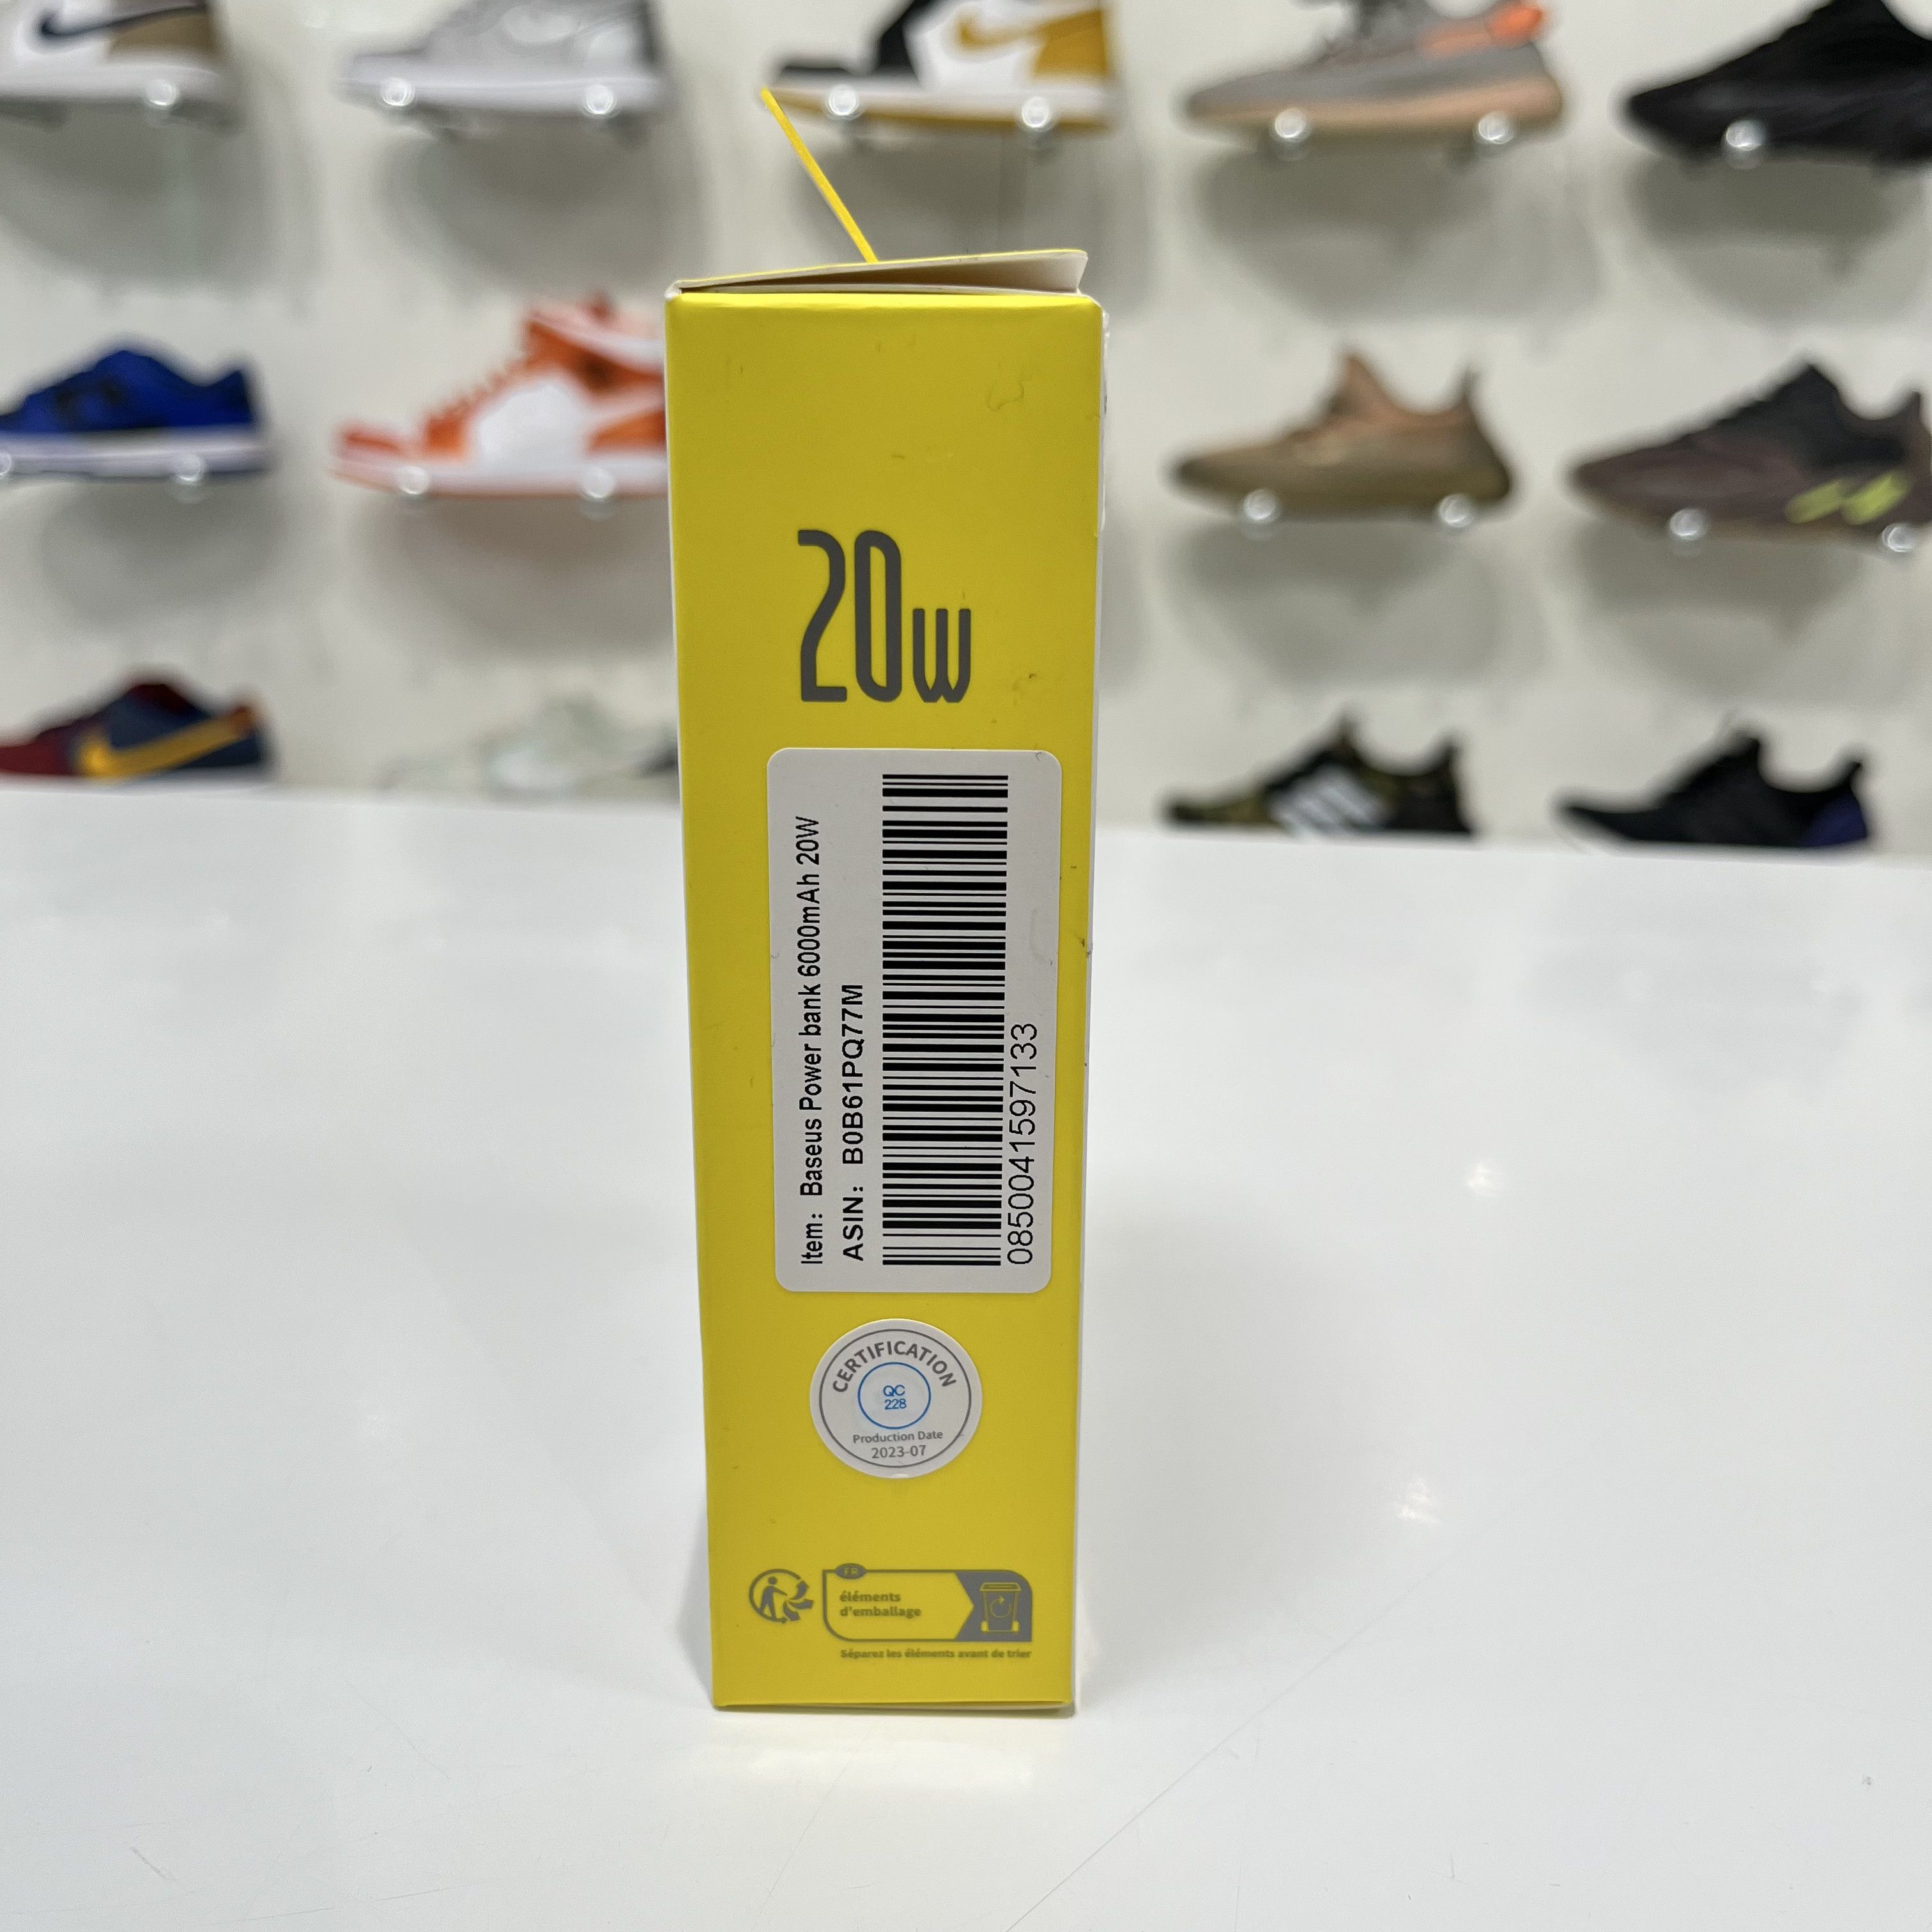 20w
Item: Baseus Power bank 6000mAh 20W
ASIN: B0B61PQ77M
0850041597133
CERTIFICATION
QC
228
Production Date
2023-07
FR
éléments
d'emballage
Séparez les éléments avant de trier